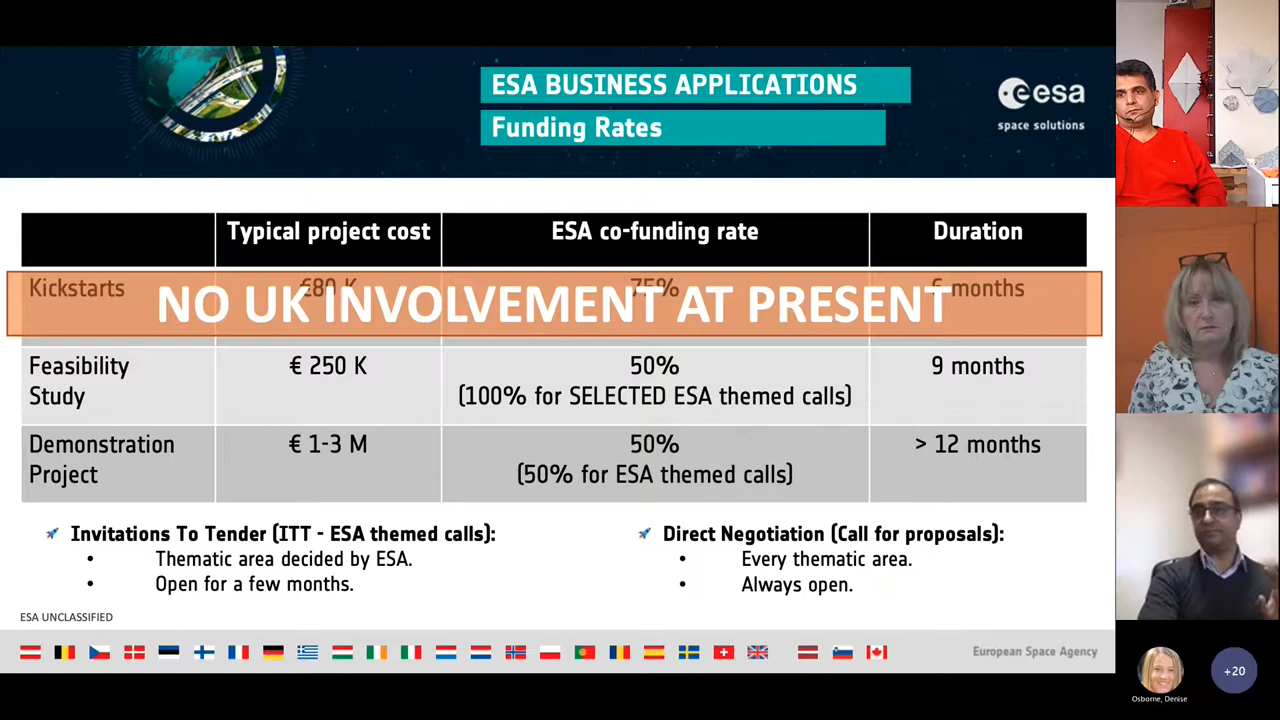 ESA BUSINESS APPLICATIONS
Funding Rates
esa
space solutions
Typical project cost
ESA co-funding rate
Duration
Kickstarts
€80 K
75%
6 months
NO UK INVOLVEMENT AT PRESENT
Feasibility
Study
€ 250 K
50%
(100% for SELECTED ESA themed calls)
9 months
Demonstration
Project
€ 1-3 M
50%
(50% for ESA themed calls)
> 12 months
Invitations To Tender (ITT - ESA themed calls):
• Thematic area decided by ESA.
• Open for a few months.
Direct Negotiation (Call for proposals):
• Every thematic area.
• Always open.
ESA UNCLASSIFIED
European Space Agency
Osborne, Denise
+20